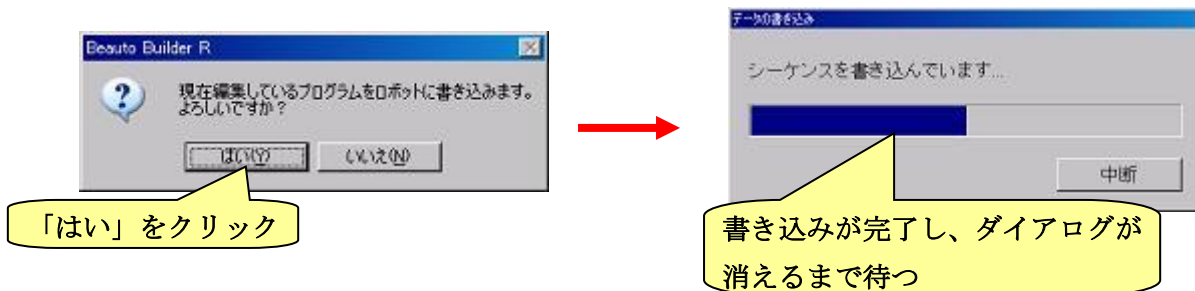 Beauto Builder R
現在編集しているプログラムをロボットに書き込みます。
よろしいですか？
はい(Y)
いいえ(N)
「はい」をクリック
データの書き込み
シーケンスを書き込んでいます...
中断
書き込みが完了し、ダイアログが
消えるまで待つ